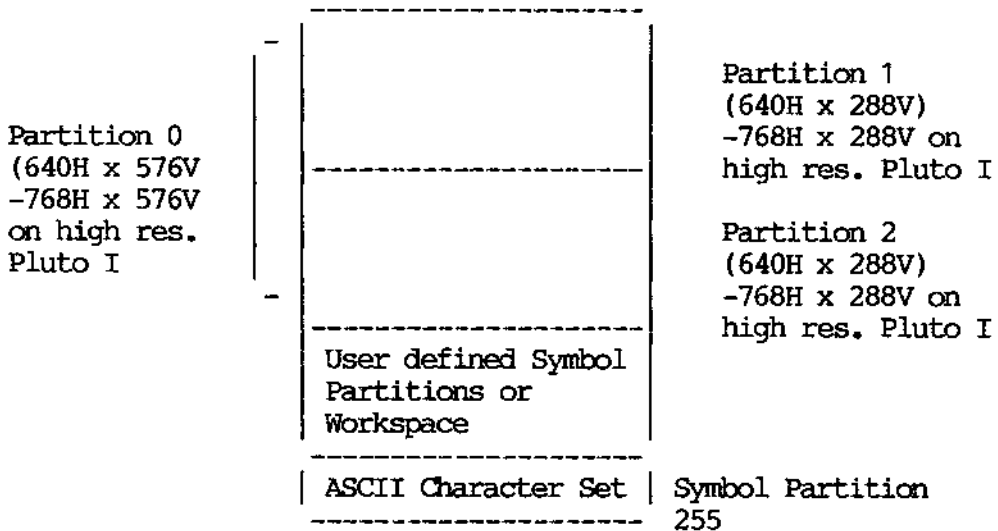 Partition 0
(640H x 576V
-768H x 576V
on high res.
Pluto I
Partition 1
(640H x 288V)
-768H x 288V on
high res. Pluto I
Partition 2
(640H x 288V)
-768H x 288V on
high res. Pluto I
User defined Symbol
Partitions or
Workspace
ASCII Character Set
Symbol Partition
255